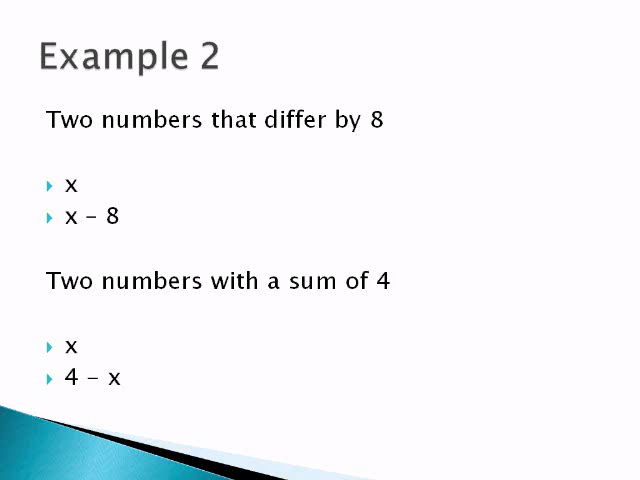 Example 2
Two numbers that differ by 8
x
x – 8
Two numbers with a sum of 4
x
4 – x